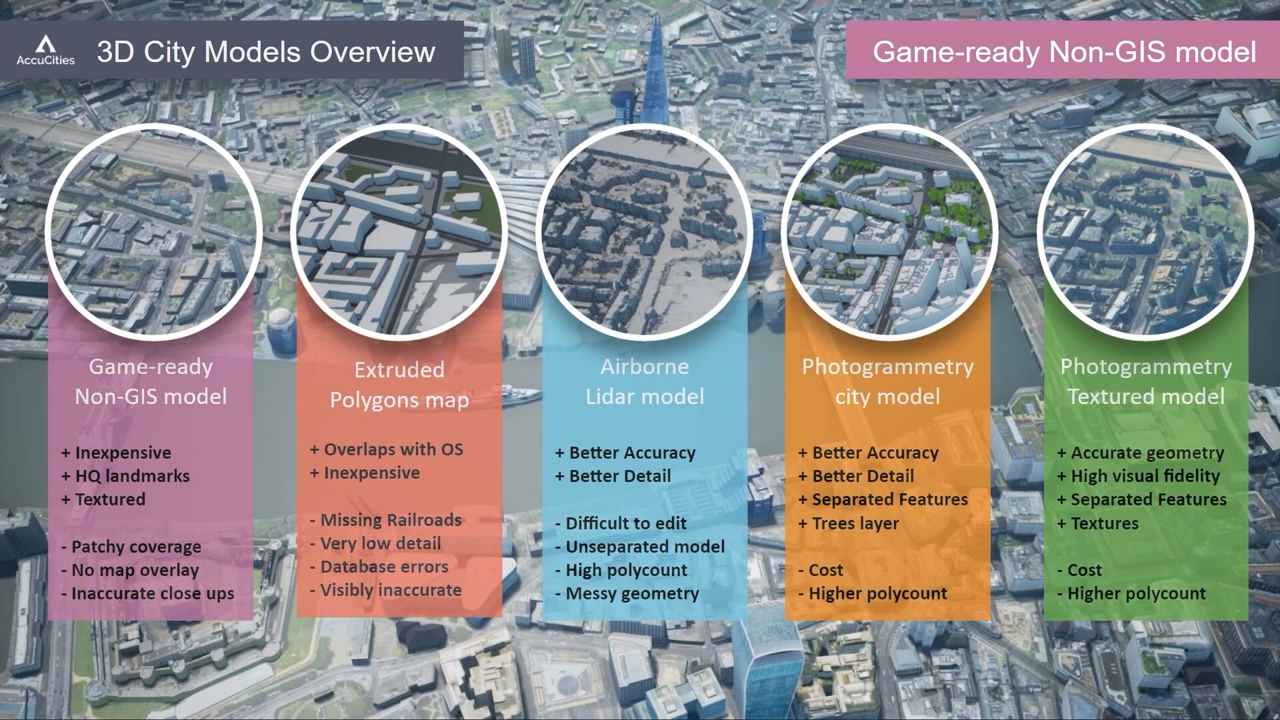 AccuCities
3D City Models Overview
Game-ready Non-GIS model
Game-ready
Non-GIS model
+ Inexpensive
+ HQ landmarks
+ Textured
- Patchy coverage
- No map overlay
- Inaccurate close ups
Extruded
Polygons map
+ Overlaps with OS
+ Inexpensive
- Missing Railroads
- Very low detail
- Database errors
- Visibly inaccurate
Airborne
Lidar model
+ Better Accuracy
+ Better Detail
- Difficult to edit
- Unseparated model
- High polycount
- Messy geometry
Photogrammetry
city model
+ Better Accuracy
+ Better Detail
+ Separated Features
+ Trees layer
- Cost
- Higher polycount
Photogrammetry
Textured model
+ Accurate geometry
+ High visual fidelity
+ Separated Features
+ Textures
- Cost
- Higher polycount